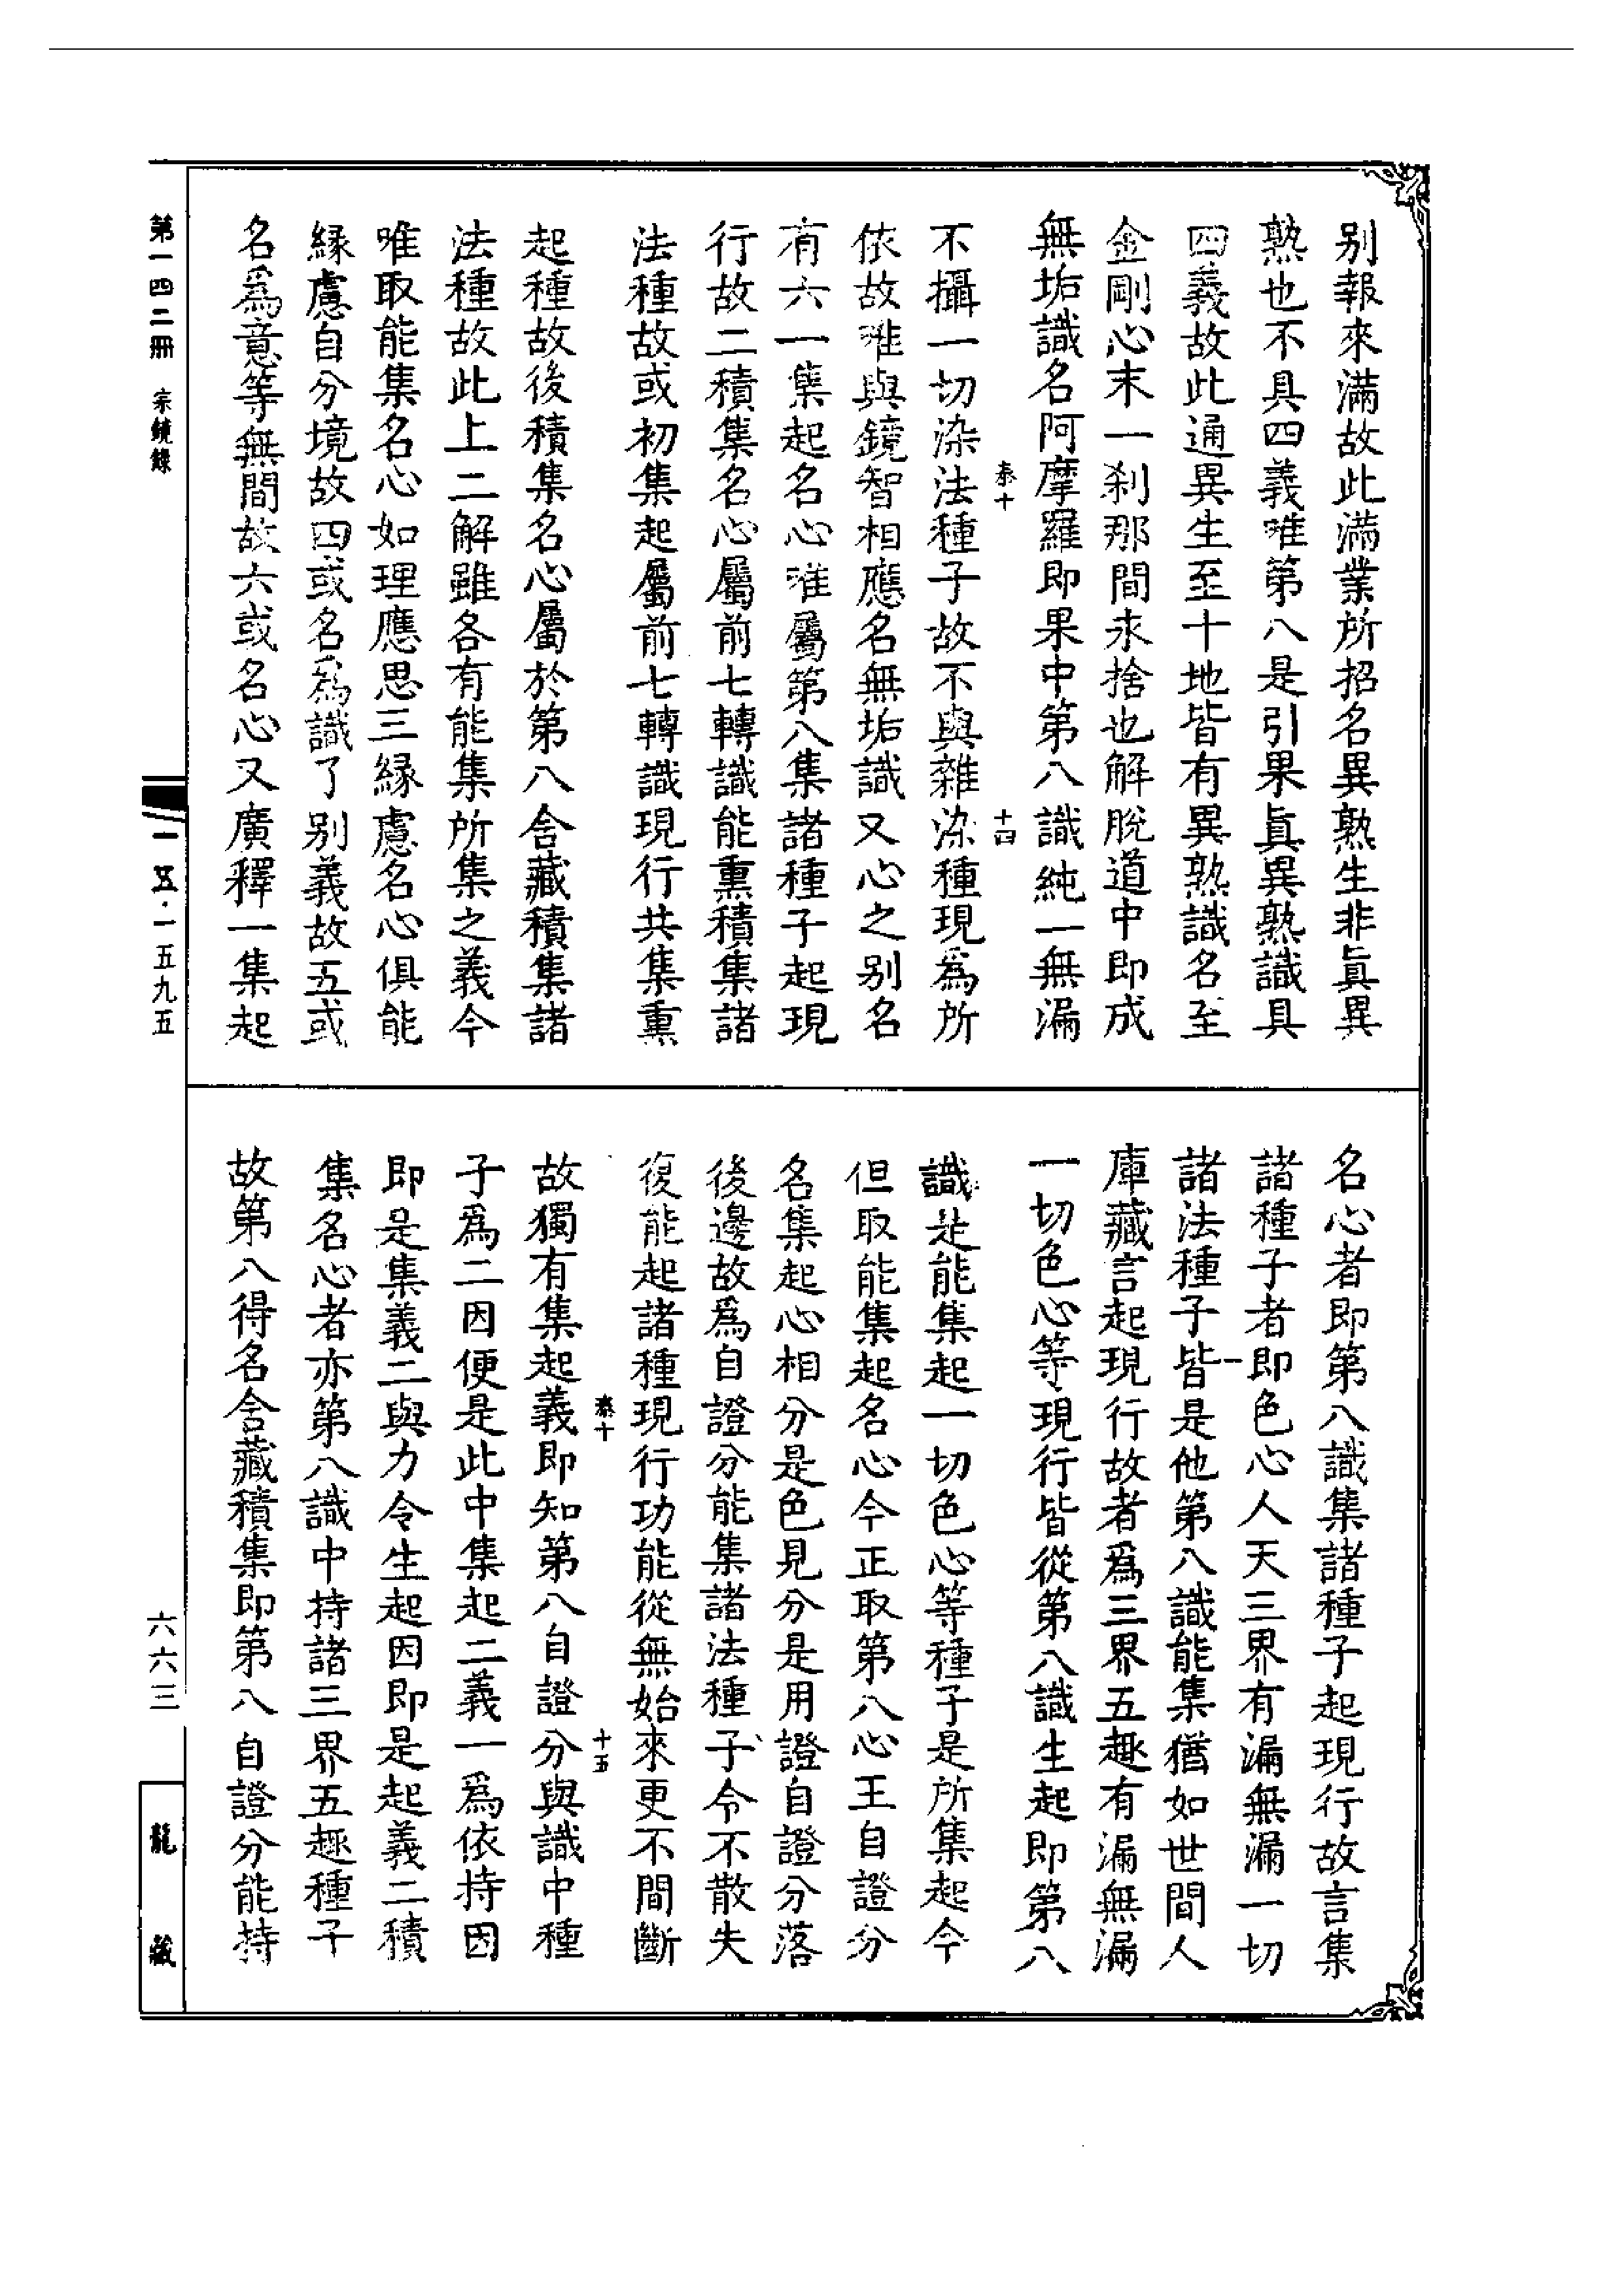 别報來滿故此滿業所招名異熟生非眞異
熟也不具四義唯第八是引果眞異熟識具
四義故此通異生至十地皆有異熟識名至
金剛心末一刹那間永捨也解脫道中即成
無垢識名阿摩羅即果中第八識純一無漏
泰十
十四
不攝一切染法種子故不與雜染種現爲所
依故唯與鏡智相應名無垢識又心之别名
有六一集起名心唯屬第八集諸種子起現
行故二積集名心屬前七轉識能熏積集諸
法種故或初集起屬前七轉識現行共集熏
起種故後積集名心屬於第八含藏積集諸
法種故此上二解雖各有能集所集之義今
唯取能集名心如理應思三緣慮名心俱能
緣慮自分境故四或名爲識了别義故五或
名爲意等無間故六或名心又廣釋一集起
名心者即第八識集諸種子起現行故言集
諸種子者即色心人天三界有漏無漏一切
諸法種子皆是他第八識能集猶如世間人
庫藏言起現行故者爲三界五趣有漏無漏
一切色心等現行皆從第八識生起即第八
識是能集起一切色心等種子是所集起今
但取能集起名心今正取第八心王自證分
名集起心相分是色見分是用證自證分落
後邊故爲自證分能集諸法種子令不散失
復能起諸種現行功能從無始來更不間斷
泰十
十五
故獨有集起義即知第八自證分與識中種
子爲二因便是此中集起二義一爲依持因
即是集義二與力令生起因即是起義二積
集名心者亦第八識中持諸三界五趣種子
故第八得名含藏積集即第八自證分能持
第一四二冊 宗鏡錄
一五·一五九五
六六三
龍藏